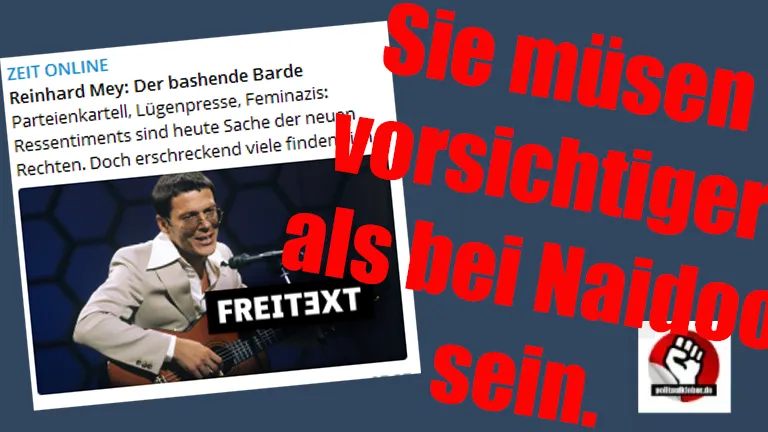 ZEIT ONLINE
Reinhard Mey: Der bashende Barde
Parteienkartell, Lügenpresse, Feminazis:
Ressentiments sind heute Sache der neuen
Rechten. Doch erschreckend viele finden
FREITEXT
Sie müsen
vorsichtiger
als bei Naidoo
sein.